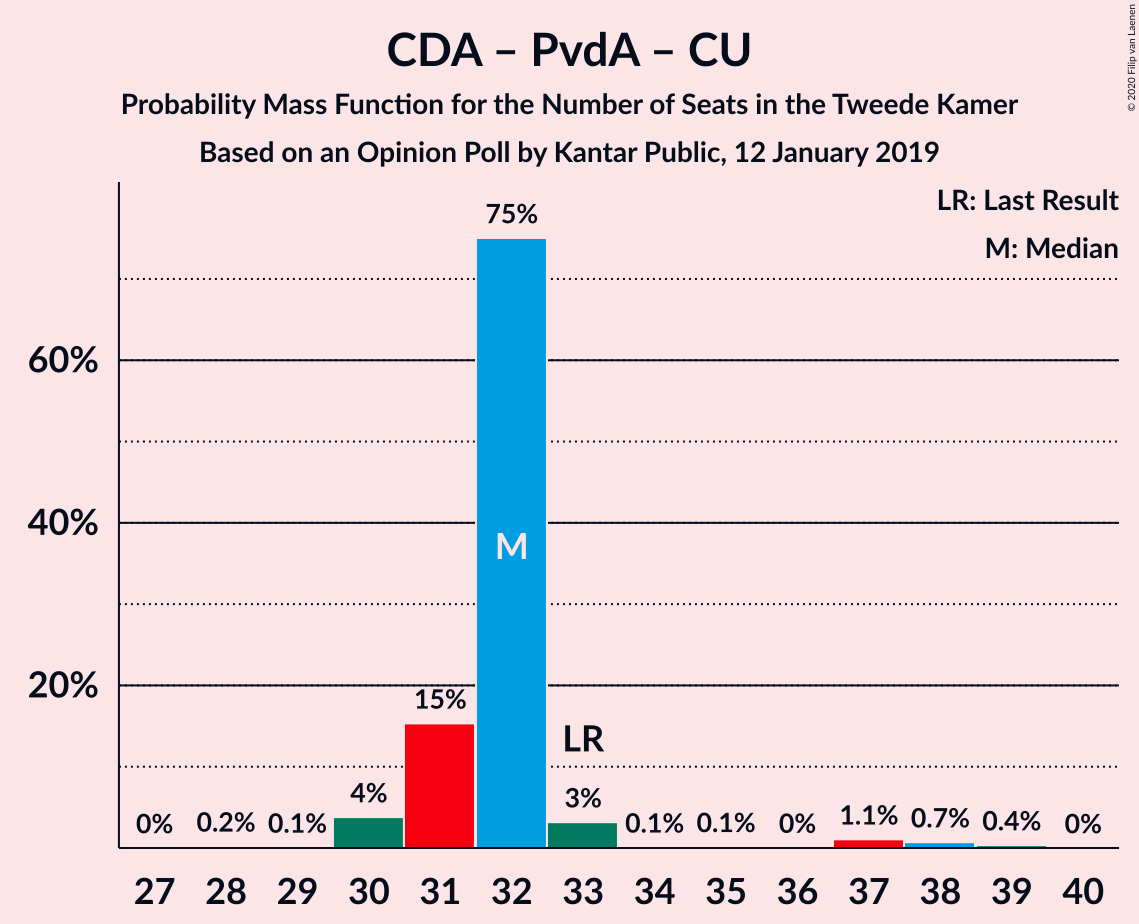 CDA – PvdA – CU
Probability Mass Function for the Number of Seats in the Tweede Kamer
Based on an Opinion Poll by Kantar Public, 12 January 2019
© 2020 Filip van Laenen
LR: Last Result
M: Median
60%
40%
20%
0%
0.2%
0.1%
4%
15%
75%
M
LR
3%
0.1%
0.1%
0%
1.1%
0.7%
0.4%
0%
27 28 29 30 31 32 33 34 35 36 37 38 39 40